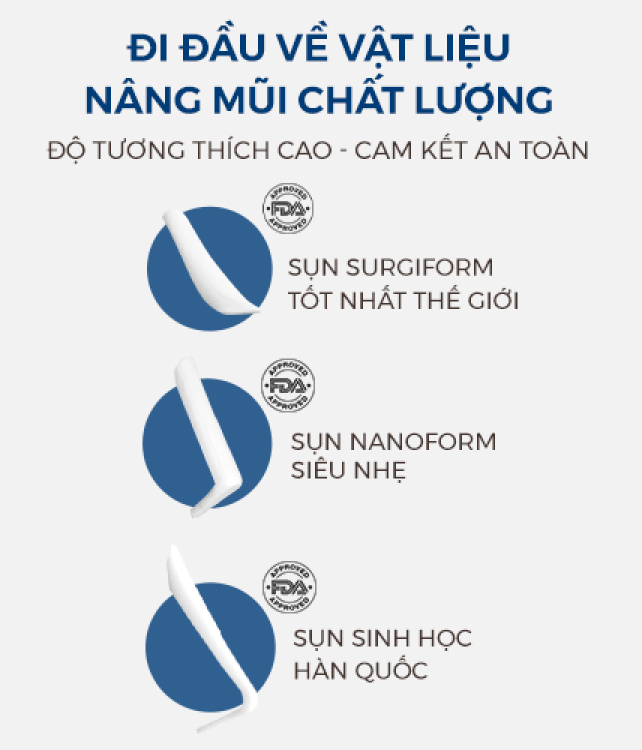 ĐI ĐẦU VỀ VẬT LIỆU
NÂNG MŨI CHẤT LƯỢNG
ĐỘ TƯƠNG THÍCH CAO - CAM KẾT AN TOÀN
APPROVED
FDA
APPROVED
SỤN SURGIFORM
TỐT NHẤT THẾ GIỚI
APPROVED
FDA
APPROVED
SỤN NANOFORM
SIÊU NHẸ
APPROVED
FDA
APPROVED
SỤN SINH HỌC
HÀN QUỐC